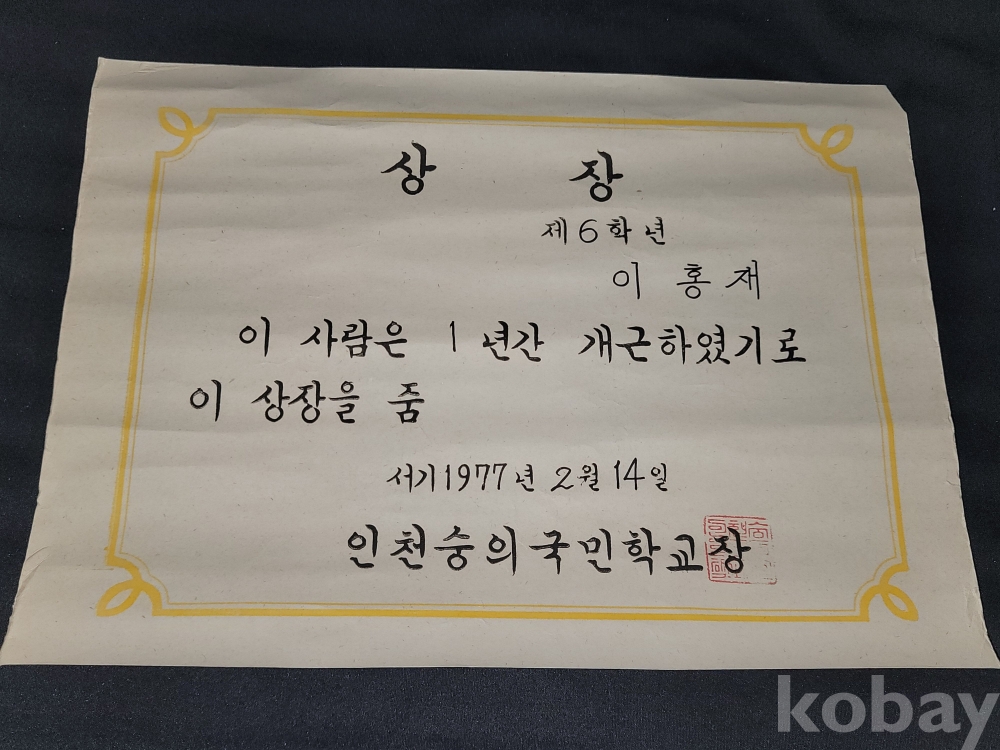 상 장
제6학년
이 홍 재
이 사람은 1 년간 개근하였기로
이 상장을 줌
서기1977년 2월 14일
인천숭의국민학교장
kobay